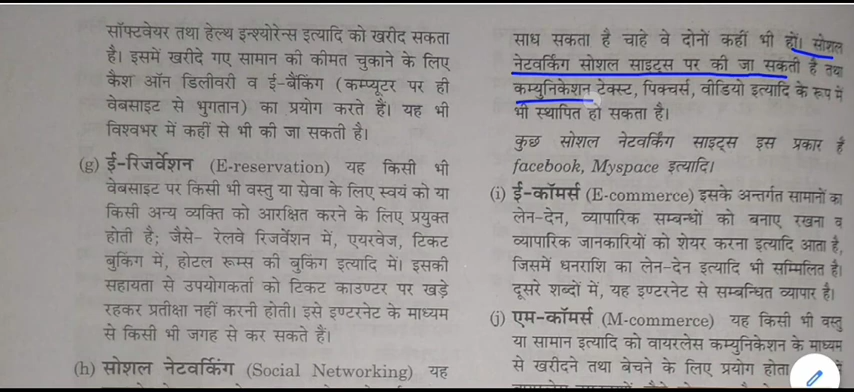 सॉफ्टवेयर तथा हेल्थ इन्श्योरेन्स इत्यादि को खरीद सकता
है। इसमें खरीदे गए सामान की कीमत चुकाने के लिए
कैश ऑन डिलीवरी व ई-बैंकिंग (कम्प्यूटर पर ही
वेबसाइट से भुगतान) का प्रयोग करते हैं। यह भी
विश्वभर में कहीं से भी की जा सकती है।
(g) ई-रिजर्वेशन (E-reservation) यह किसी भी
वेबसाइट पर किसी भी वस्तु या सेवा के लिए स्वयं को या
किसी अन्य व्यक्ति को आरक्षित करने के लिए प्रयुक्त
होती है; जैसे- रेलवे रिजर्वेशन में, एयरवेज, टिकट
बुकिंग में, होटल रूम्स की बुकिंग इत्यादि में। इसकी
सहायता से उपयोगकर्ता को टिकट काउण्टर पर खड़े
रहकर प्रतीक्षा नहीं करनी होती। इसे इण्टरनेट के माध्यम
से किसी भी जगह से कर सकते हैं।
(h) सोशल नेटवर्किंग (Social Networking) यह
साध सकता है चाहे वे दोनों कहीं भी हों। सोशल
नेटवर्किंग सोशल साइट्स पर की जा सकती है तथा
कम्युनिकेशन टेक्स्ट, पिक्चर्स, वीडियो इत्यादि के रूप में
भी स्थापित हो सकता है।
कुछ सोशल नेटवर्किंग साइट्स इस प्रकार है
facebook, Myspace इत्यादि।
(i) ई-कॉमर्स (E-commerce) इसके अन्तर्गत सामानों का
लेन-देन, व्यापारिक सम्बन्धों को बनाए रखना व
व्यापारिक जानकारियों को शेयर करना इत्यादि आता है,
जिसमें धनराशि का लेन-देन इत्यादि भी सम्मिलित है।
दूसरे शब्दों में, यह इण्टरनेट से सम्बन्धित व्यापार है।
(j) एम-कॉमर्स (M-commerce) यह किसी भी वस्तु
या सामान इत्यादि को वायरलेस कम्युनिकेशन के माध्यम
से खरीदने तथा बेचने के लिए प्रयोग होता